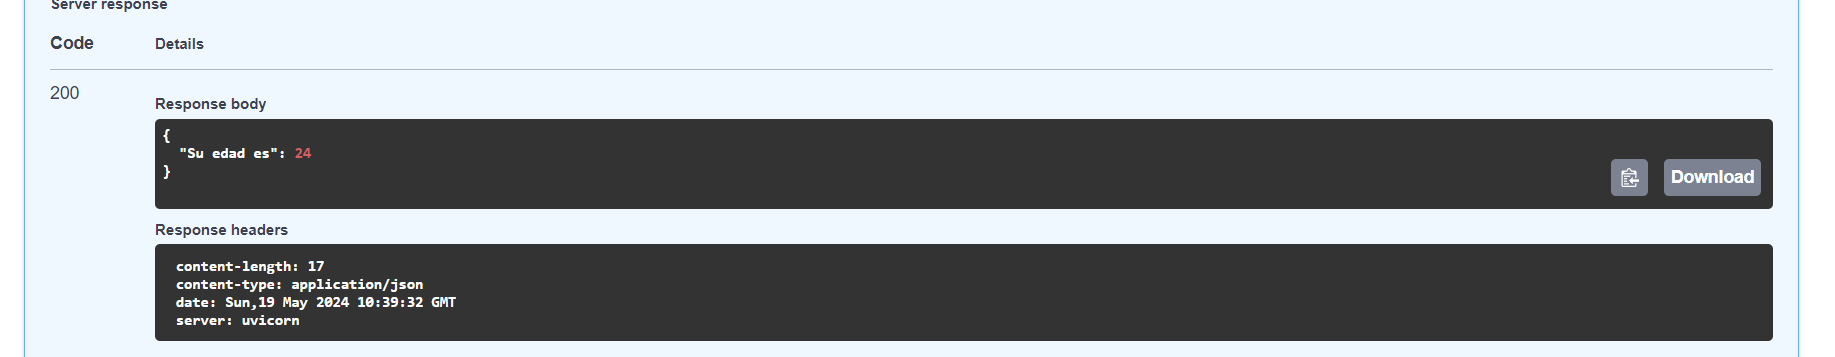 Server response
Code Details
200
Response body
{
"Su edad es": 24
}
Download
Response headers
content-length: 17
content-type: application/json
date: Sun,19 May 2024 10:39:32 GMT
server: uvicorn